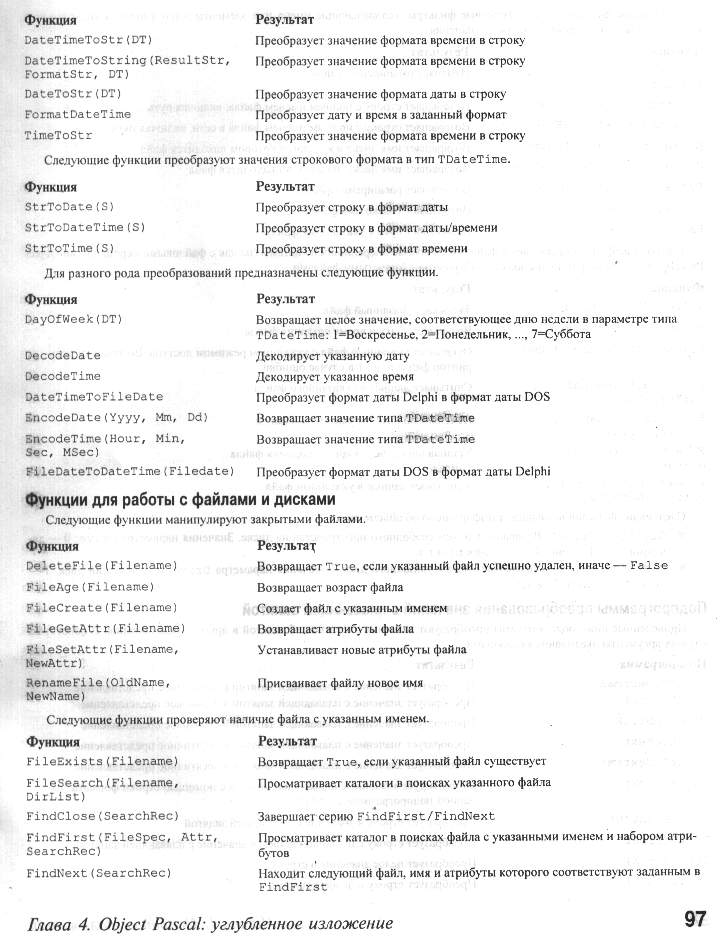 Функция Результат
DateTimeToStr(DT) Преобразует значение формата времени в строку
DateTimeToString(ResultStr, Преобразует значение формата времени в строку
FormatStr, DT)
DateToStr(DT) Преобразует значение формата даты в строку
FormatDateTime Преобразует дату и время в заданный формат
TimeToStr Преобразует значение формата времени в строку
Следующие функции преобразуют значения строкового формата в тип TDateTime.
Функция Результат
StrToDate(S) Преобразует строку в формат даты
StrToDateTime(S) Преобразует строку в формат даты/времени
StrToTime(S) Преобразует строку в формат времени
Для разного рода преобразований предназначены следующие функции.
Функция Результат
DayOfWeek(DT) Возвращает целое значение, соответствующее дню недели в параметре типа
TDateTime: 1=Воскресенье, 2=Понедельник, ..., 7=Суббота
DecodeDate Декодирует указанную дату
DecodeTime Декодирует указанное время
DateTimeToFileDate Преобразует формат даты Delphi в формат даты DOS
EncodeDate(Yyyy, Mm, Dd) Возвращает значение типа TDateTime
EncodeTime(Hour, Min, Возвращает значение типа TDateTime
Sec, MSec)
FileDateToDateTime(Filedate) Преобразует формат даты DOS в формат даты Delphi
Функции для работы с файлами и дисками
Следующие функции манипулируют закрытыми файлами.
Функция Результат
DeleteFile(Filename) Возвращает True, если указанный файл успешно удален, иначе — False
FileAge(Filename) Возвращает возраст файла
FileCreate(Filename) Создает файл с указанным именем
FileGetAttr(Filename) Возвращает атрибуты файла
FileSetAttr(Filename, Устанавливает новые атрибуты файла
NewAttr)
RenameFile(OldName, Присваивает файлу новое имя
NewName)
Следующие функции проверяют наличие файла с указанным именем.
Функция Результат
FileExists(Filename) Возвращает True, если указанный файл существует
FileSearch(Filename, Просматривает каталоги в поисках указанного файла
DirList)
FindClose(SearchRec) Завершает серию FindFirst/FindNext
FindFirst(FileSpec, Attr, Просматривает каталог в поисках файла с указанными именем и набором атри-
SearchRec) бутов
FindNext(SearchRec) Находит следующий файл, имя и атрибуты которого соответствуют заданным в
FindFirst
Глава 4. Object Pascal: углубленное изложение 97